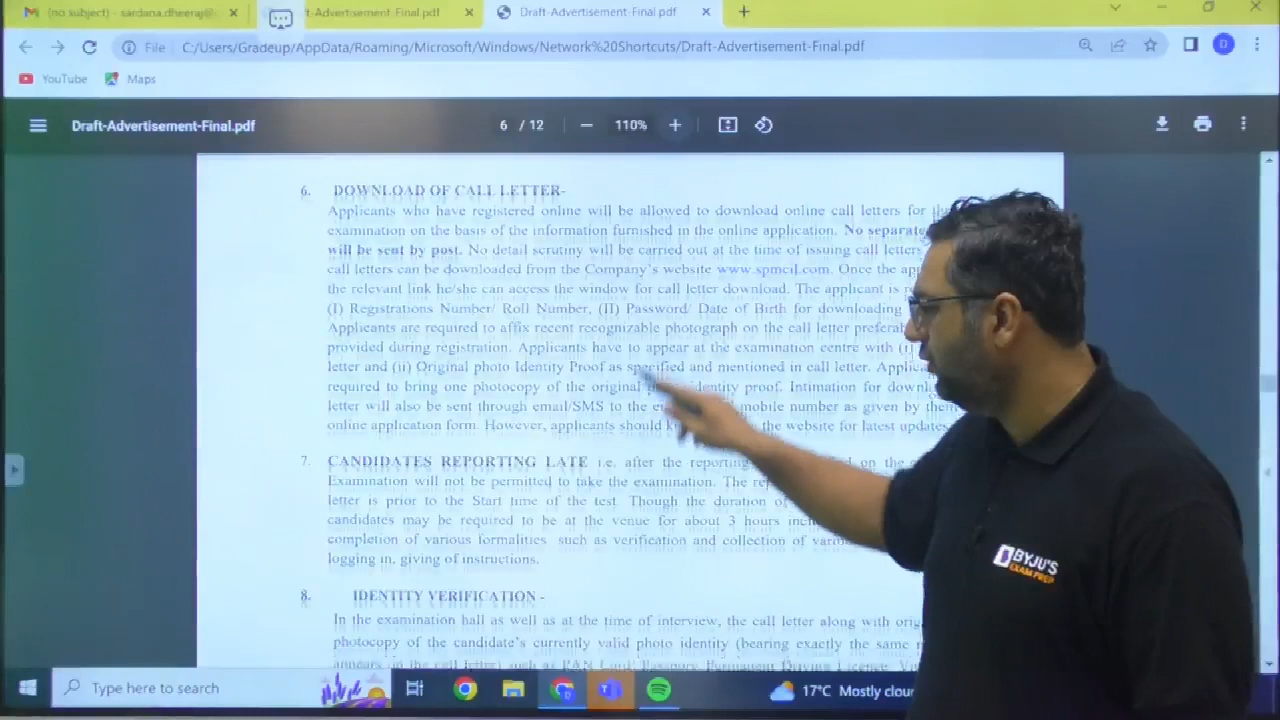 (no subject) - sardana.dheeraj@
t-Advertisement-Final.pdf
Draft-Advertisement-Final.pdf
File
C:/Users/Gradeup/AppData/Roaming/Microsoft/Windows/Network%20Shortcuts/Draft-Advertisement-Final.pdf
D
YouTube
Maps
Draft-Advertisement-Final.pdf
6 / 12
110%
6. DOWNLOAD OF CALL LETTER-
Applicants who have registered online will be allowed to download online call letters for the
examination on the basis of the information furnished in the online application. No separate
will be sent by post. No detail scrutiny will be carried out at the time of issuing call letters
call letters can be downloaded from the Company's website www.spmcil.com. Once the
the relevant link he/she can access the window for call letter download. The applicant is
(I) Registrations Number/ Roll Number, (II) Password/ Date of Birth for downloading
Applicants are required to affix recent recognizable photograph on the call letter
provided during registration. Applicants have to appear at the examination centre with (i)
letter and (ii) Original photo Identity Proof as specified and mentioned in call letter.
required to bring one photocopy of the original identity proof. Intimation for
letter will also be sent through email/SMS to the mobile number as given by them
online application form. However, applicants should the website for latest updates
7. CANDIDATES REPORTING LATE i.e. after the reporting on the
Examination will not be permitted to take the examination. The
letter is prior to the Start time of the test. Though the duration of
candidates may be required to be at the venue for about 3 hours
completion of various formalities such as verification and collection of
logging in, giving of instructions.
8. IDENTITY VERIFICATION -
In the examination hall as well as at the time of interview, the call letter along with
photocopy of the candidate's currently valid photo identity (bearing exactly the same
appears on the call letter) such as PAN Card/ Passport/ Permanent Driving Licence/
BYJU'S
EXAM PREP
Type here to search
17°C Mostly clou